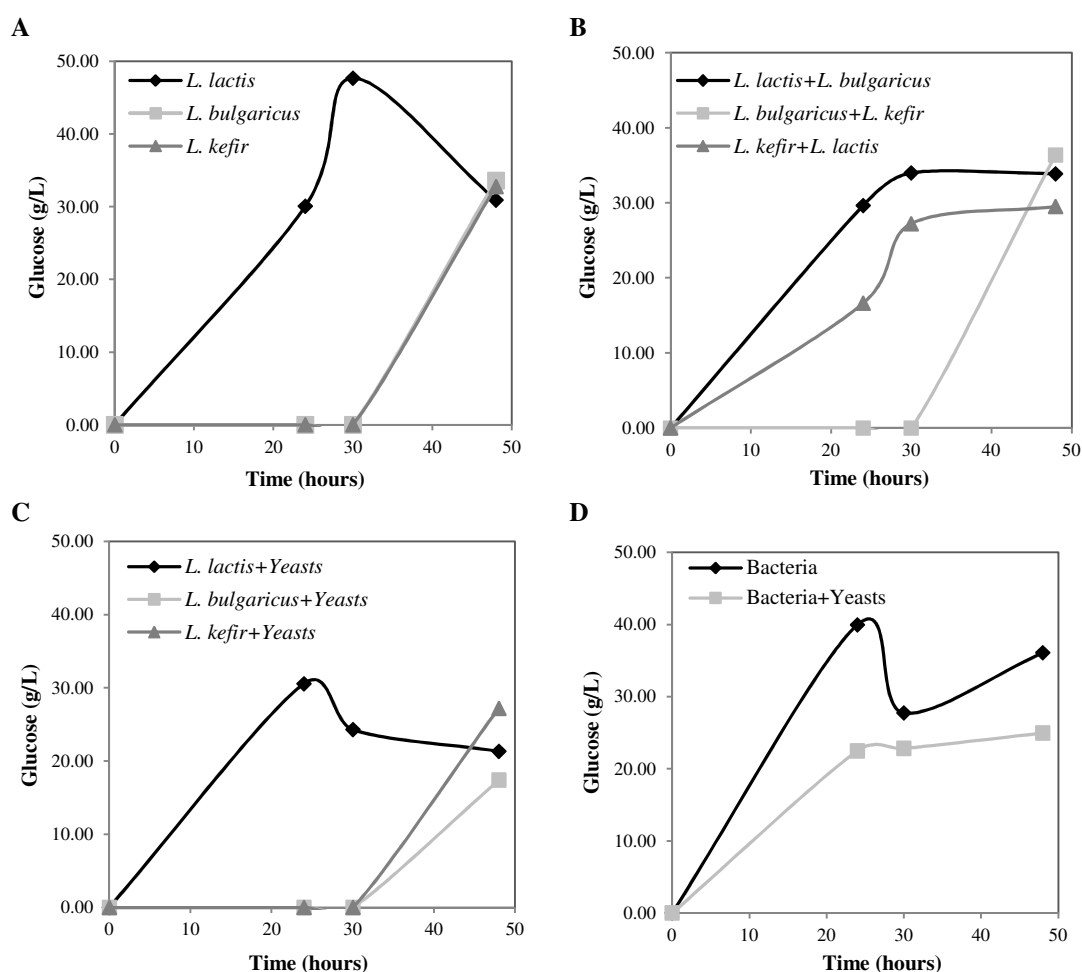 A
50.00
40.00
30.00
20.00
10.00
0.00
Glucose (g/L)
L. lactis
L. bulgaricus
L. kefir
0 10 20 30 40 50
Time (hours)
B
50.00
40.00
30.00
20.00
10.00
0.00
Glucose (g/L)
L. lactis+L. bulgaricus
L. bulgaricus+L. kefir
L. kefir+L. lactis
0 10 20 30 40 50
Time (hours)
C
50.00
40.00
30.00
20.00
10.00
0.00
Glucose (g/L)
L. lactis+Yeasts
L. bulgaricus+Yeasts
L. kefir+Yeasts
0 10 20 30 40 50
Time (hours)
D
50.00
40.00
30.00
20.00
10.00
0.00
Glucose (g/L)
Bacteria
Bacteria+Yeasts
0 10 20 30 40 50
Time (hours)